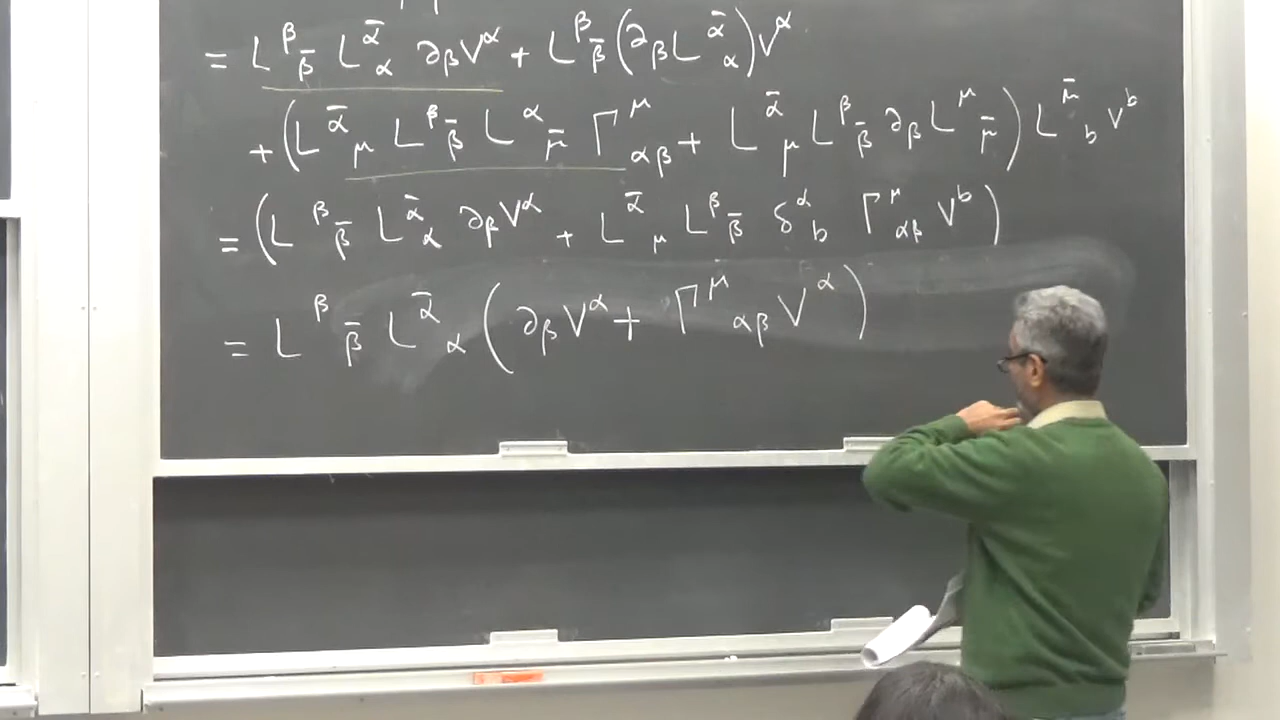 = L^β_β̄ L^ᾱ_α ∂_β V^α + L^β_β̄ (∂_β L^ᾱ_α) V^α
+ (L^ᾱ_μ L^β_β̄ L^α_μ̄ Γ^μ_αβ + L^ᾱ_μ L^β_β̄ ∂_β L^μ_μ̄) L^μ̄_b V^b
= (L^β_β̄ L^ᾱ_α ∂_β V^α + L^ᾱ_μ L^β_β̄ δ^α_b Γ^μ_αβ V^b)
= L^β_β̄ L^ᾱ_α (∂_β V^α + Γ^μ_αβ V^α)